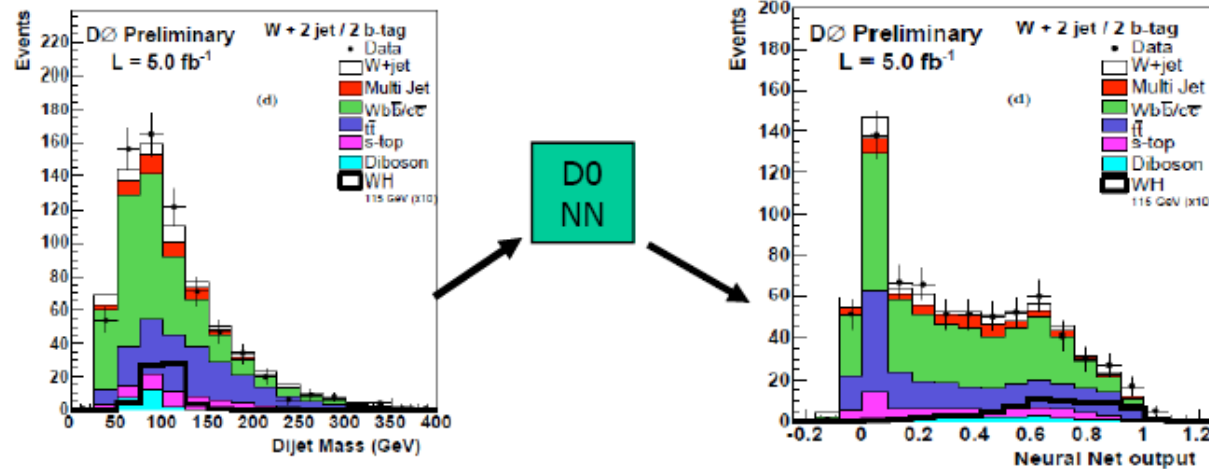 DØ Preliminary
L = 5.0 fb⁻¹
W + 2 jet / 2 b-tag
Data
W+jet
Multi Jet
Wbb̄/cc̄
tt̄
s-top
Diboson
WH
115 GeV (x10)
(d)
Events
220
200
180
160
140
120
100
80
60
40
20
0
0 50 100 150 200 250 300 350 400
Dijet Mass (GeV)
D0
NN
DØ Preliminary
L = 5.0 fb⁻¹
W + 2 jet / 2 b-tag
Data
W+jet
Multi Jet
Wbb̄/cc̄
tt̄
s-top
Diboson
WH
115 GeV (x10)
(d)
Events
200
180
160
140
120
100
80
60
40
20
0
-0.2 0 0.2 0.4 0.6 0.8 1 1.2
Neural Net output